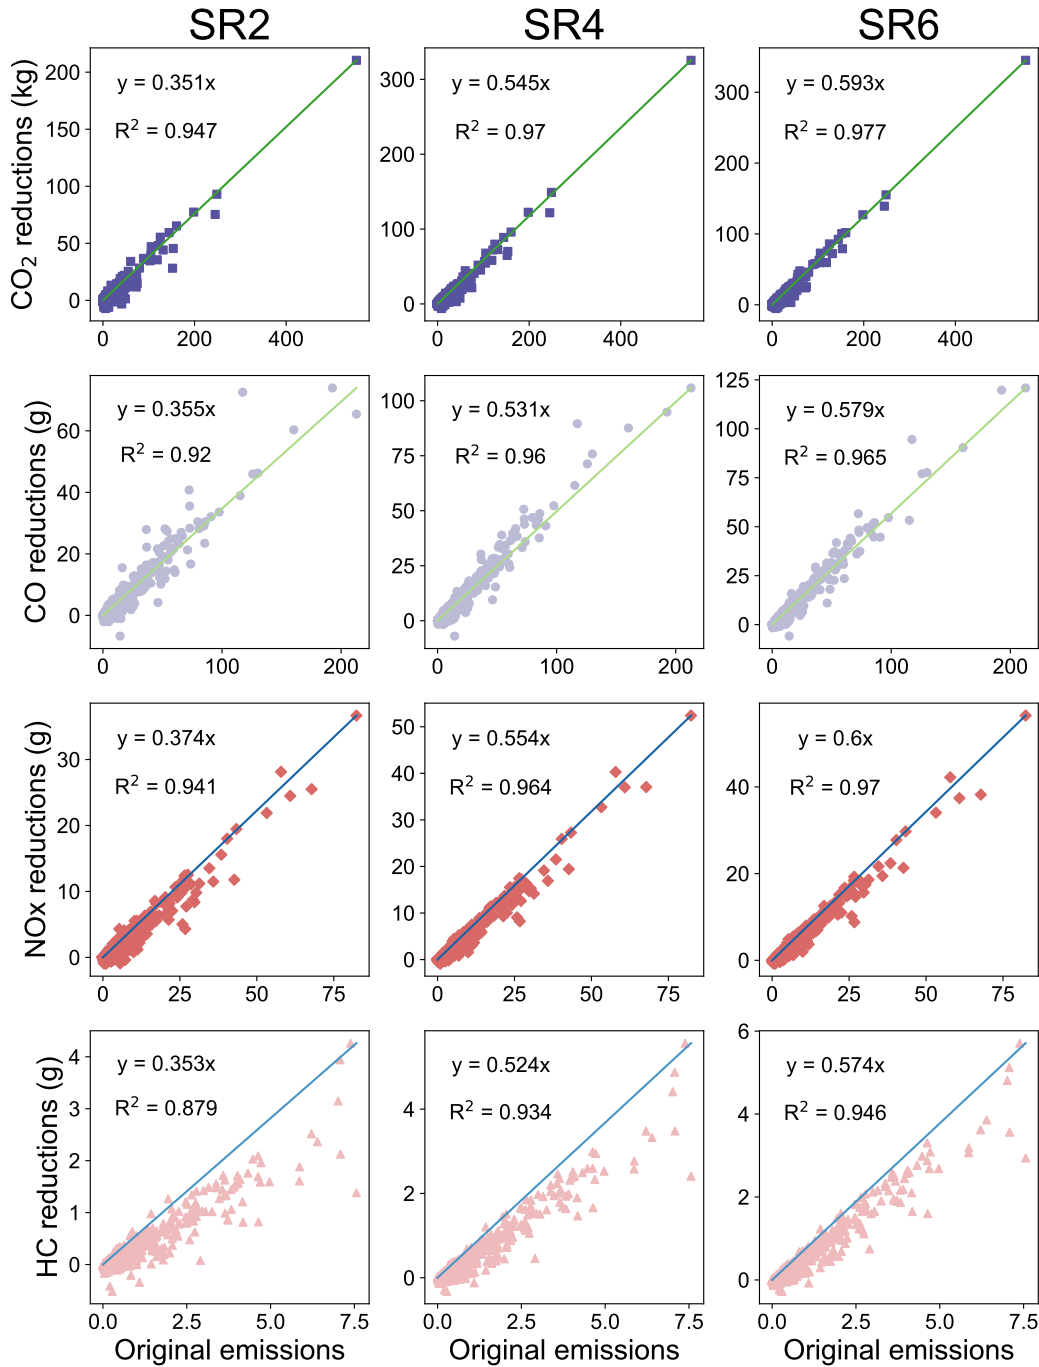 SR2 SR4 SR6
CO2 reductions (kg)
y = 0.351x
R2 = 0.947
200
150
100
50
0
0 200 400
y = 0.545x
R2 = 0.97
300
200
100
0
0 200 400
y = 0.593x
R2 = 0.977
300
200
100
0
0 200 400
CO reductions (g)
y = 0.355x
R2 = 0.92
60
40
20
0
0 100 200
y = 0.531x
R2 = 0.96
100
75
50
25
0
0 100 200
y = 0.579x
R2 = 0.965
125
100
75
50
25
0
0 100 200
NOx reductions (g)
y = 0.374x
R2 = 0.941
30
20
10
0
0 25 50 75
y = 0.554x
R2 = 0.964
50
40
30
20
10
0
0 25 50 75
y = 0.6x
R2 = 0.97
40
20
0
0 25 50 75
HC reductions (g)
y = 0.353x
R2 = 0.879
4
3
2
1
0
0.0 2.5 5.0 7.5
Original emissions
y = 0.524x
R2 = 0.934
4
2
0
0.0 2.5 5.0 7.5
Original emissions
y = 0.574x
R2 = 0.946
6
4
2
0
0.0 2.5 5.0 7.5
Original emissions